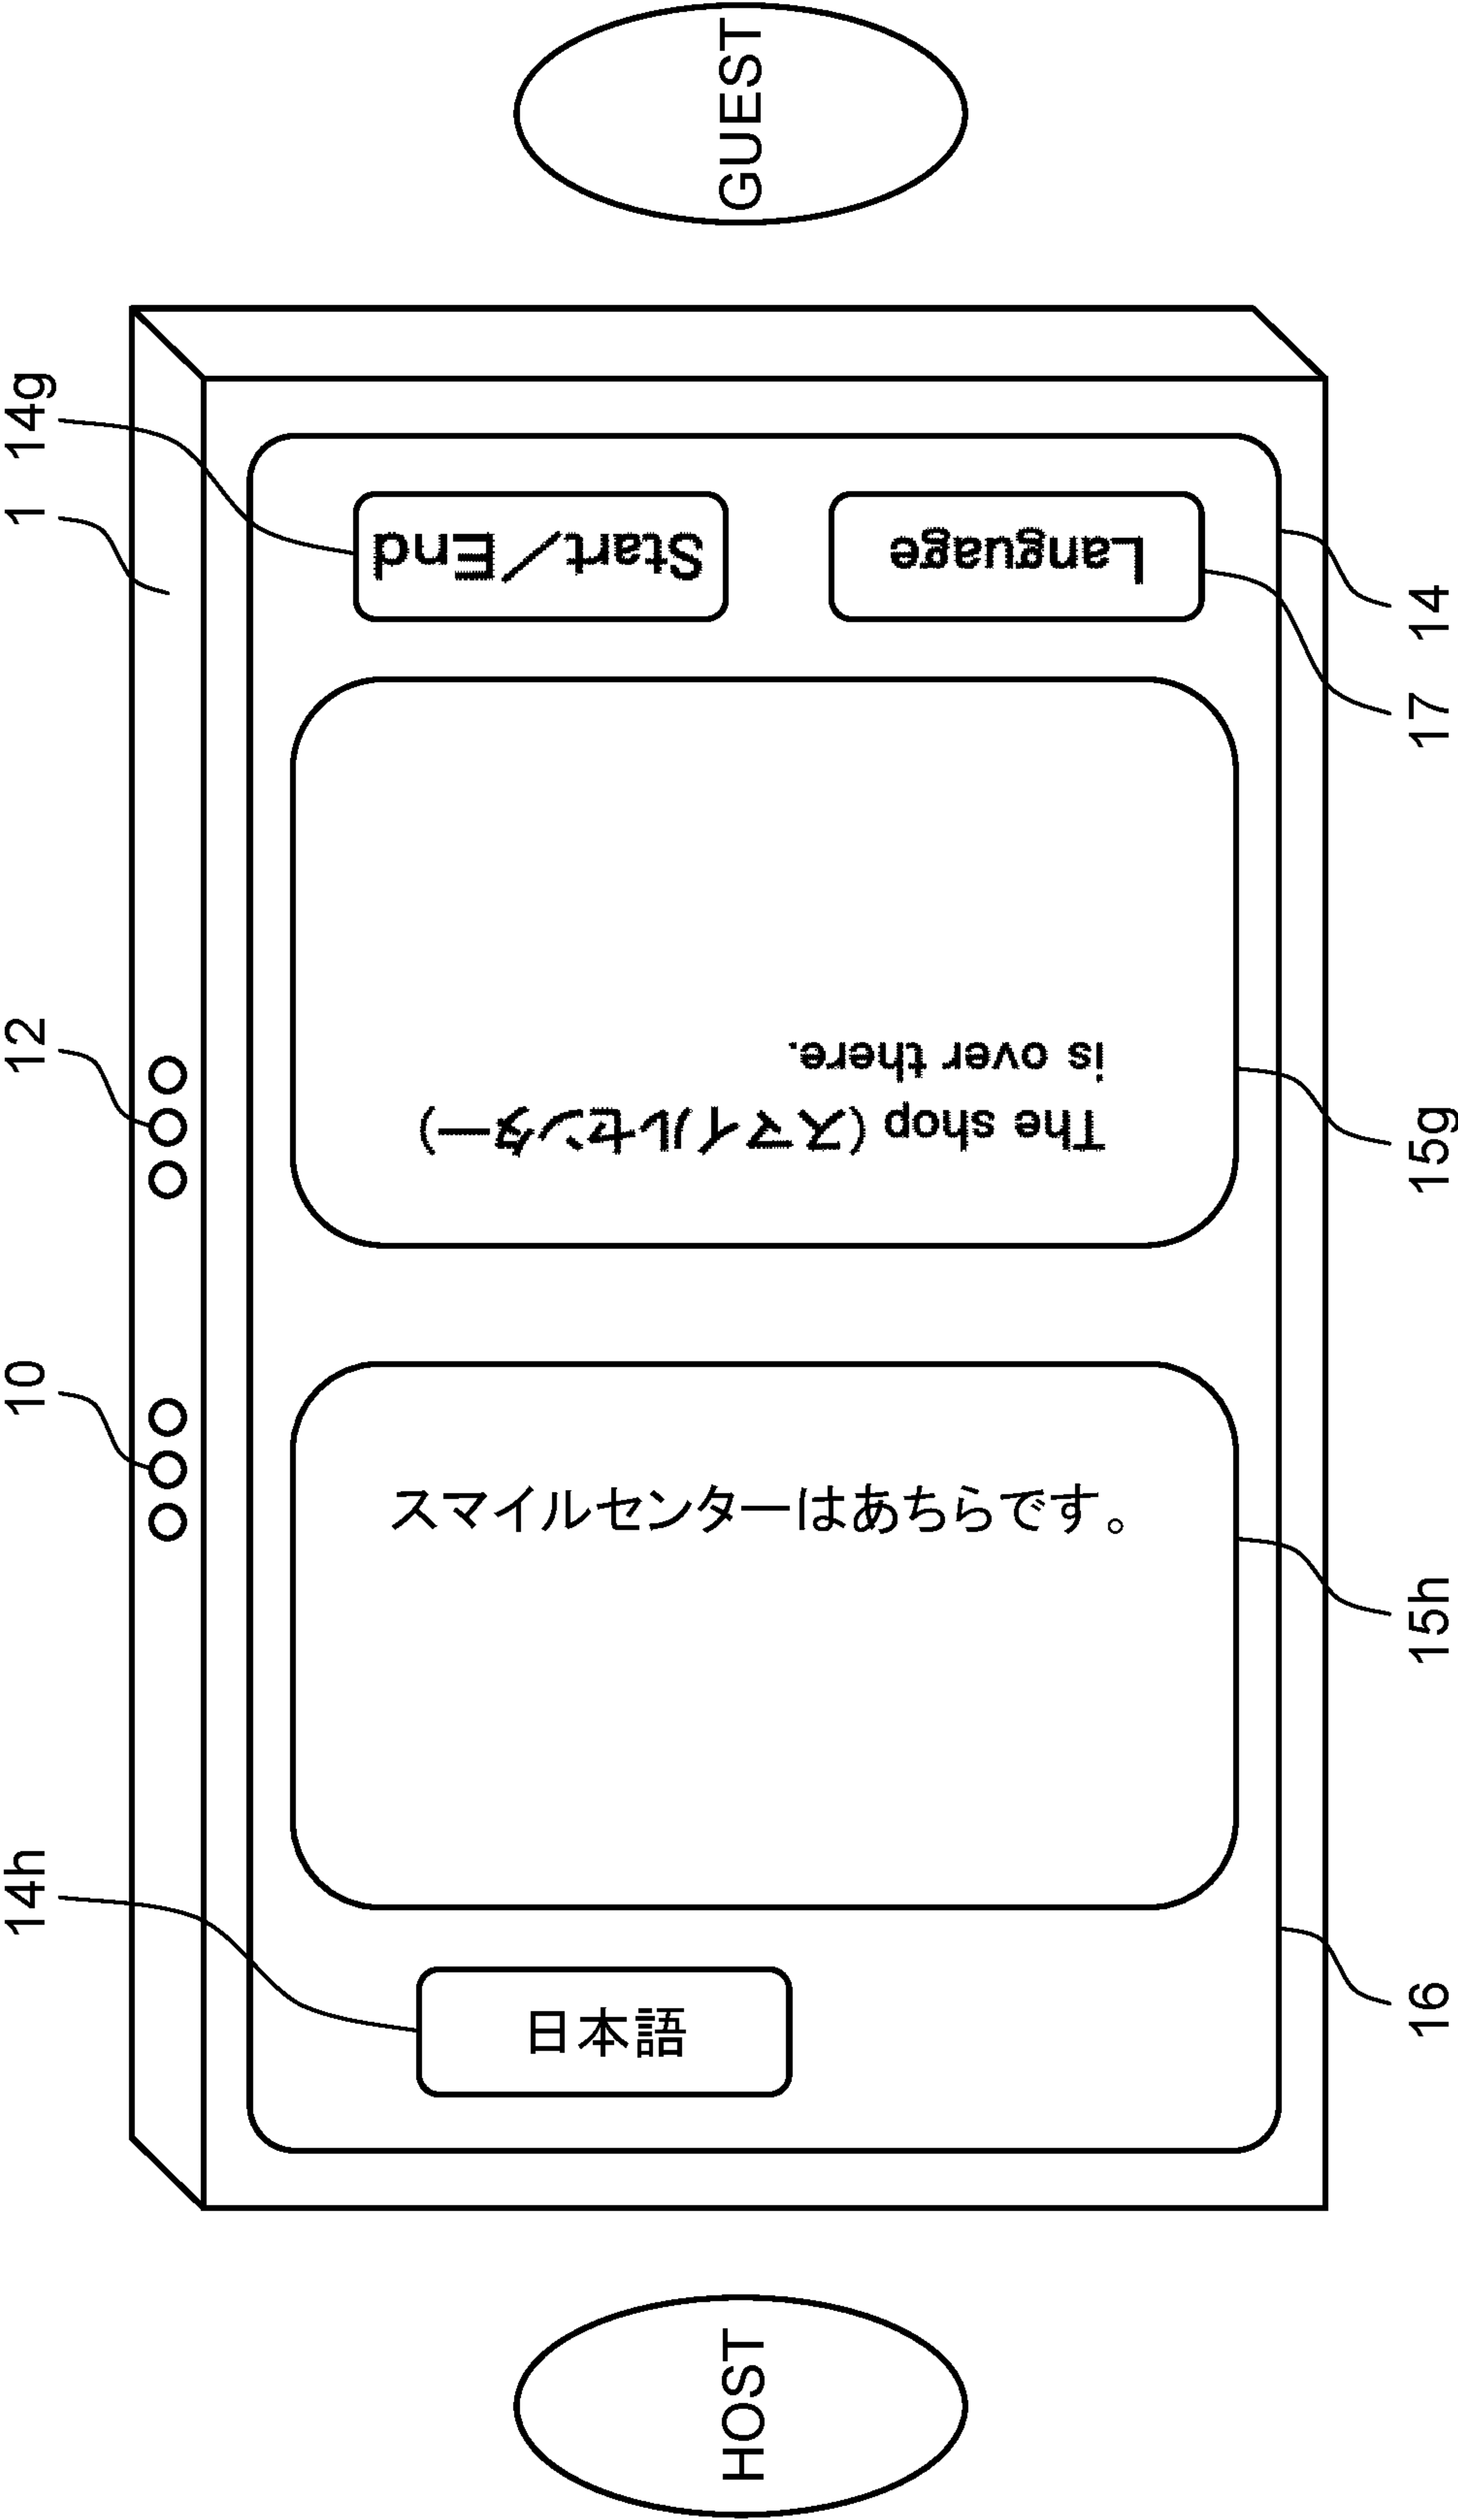 GUEST
14g
1
12
10
14h
Start／End
Language
The shop (スマイルセンター)
is over there.
スマイルセンターはあちらです。
日本語
14
17
15g
15h
16
HOST